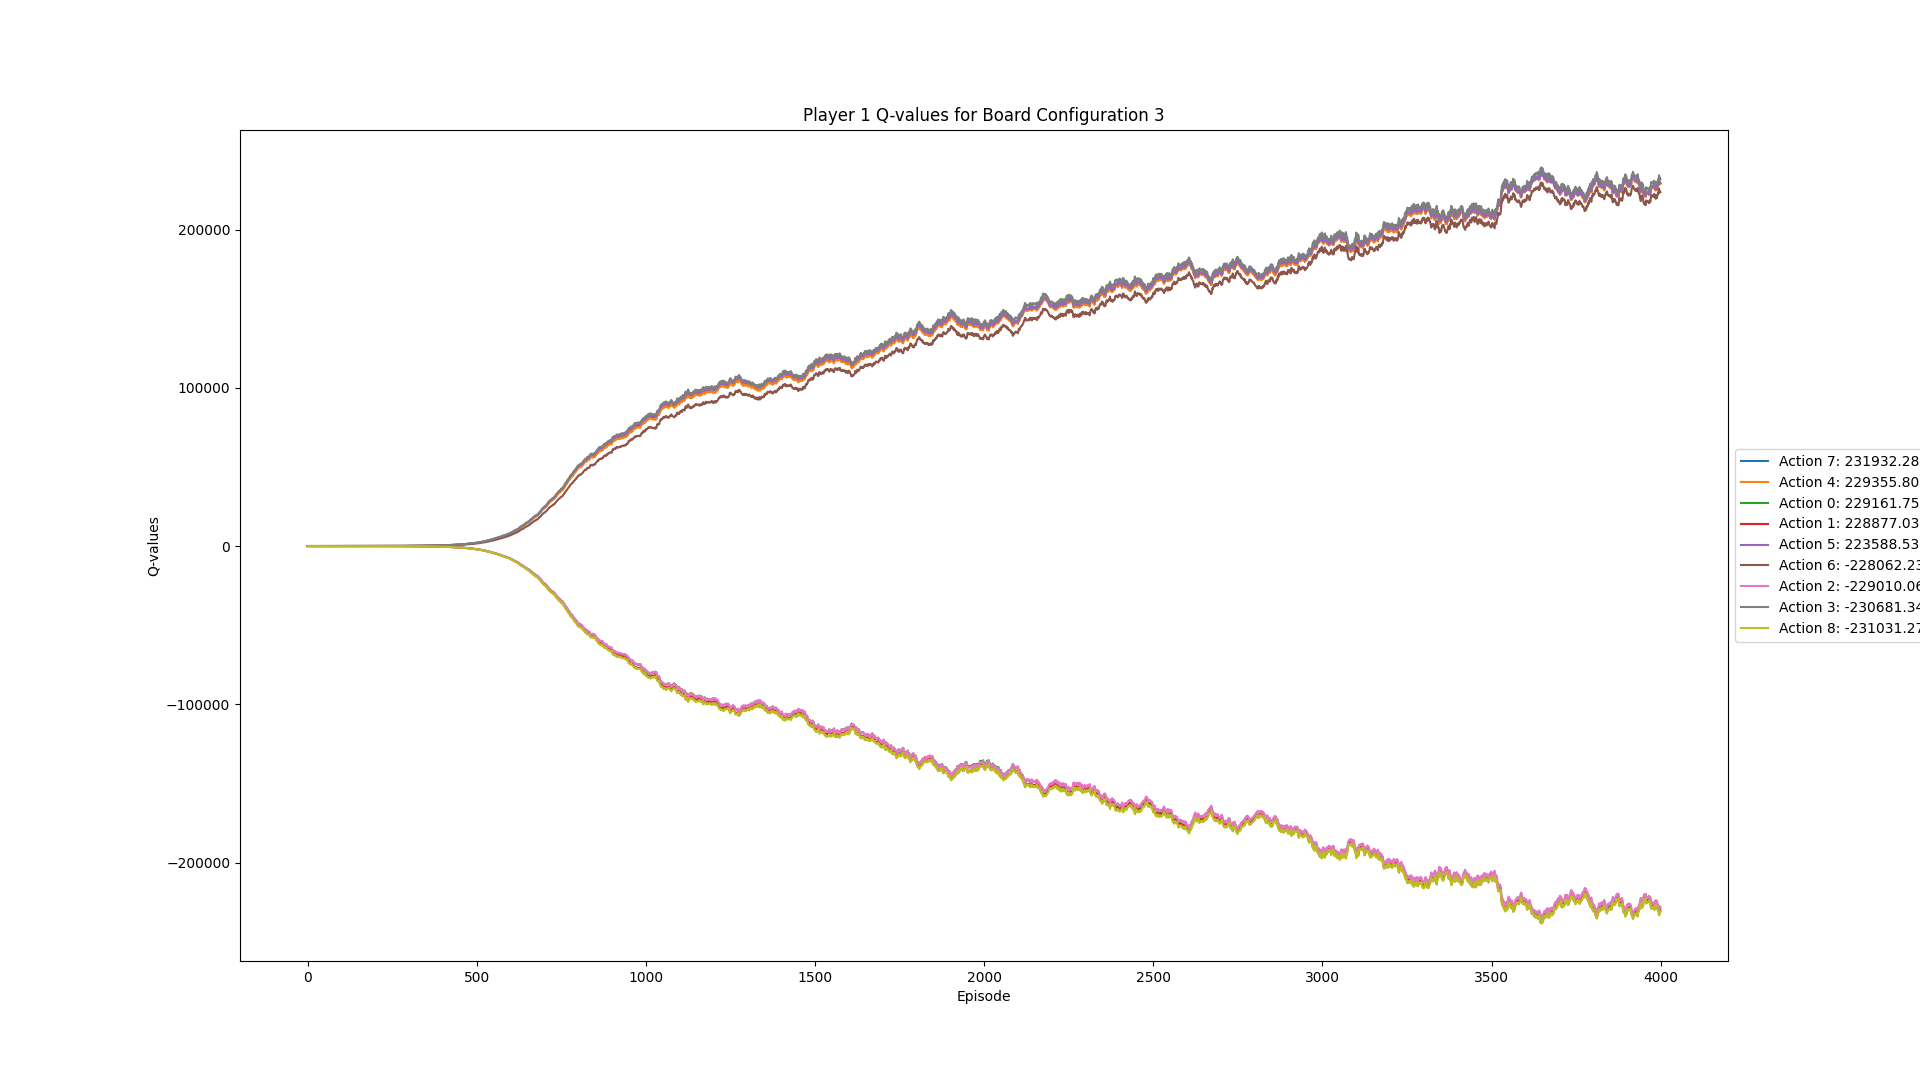 Player 1 Q-values for Board Configuration 3
200000
100000
0
−100000
−200000
Q-values
0
500
1000
1500
2000
2500
3000
3500
4000
Episode
Action 7: 231932.28
Action 4: 229355.80
Action 0: 229161.75
Action 1: 228877.03
Action 5: 223588.53
Action 6: -228062.23
Action 2: -229010.06
Action 3: -230681.34
Action 8: -231031.27